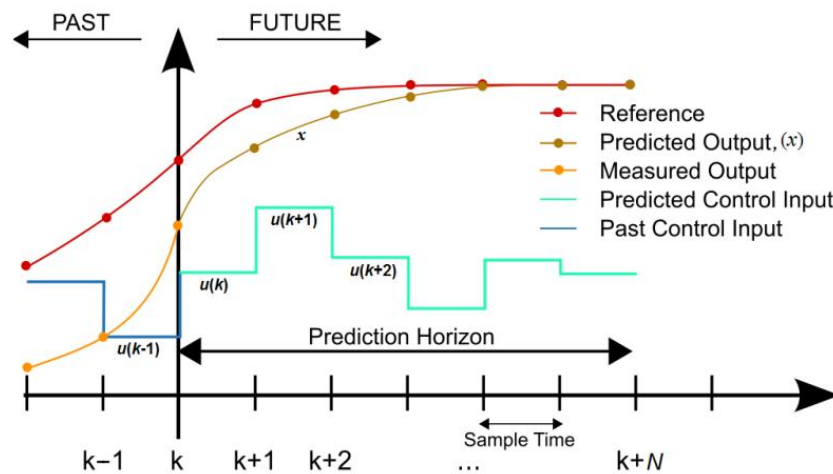 PAST
FUTURE
Reference
Predicted Output, (x)
Measured Output
Predicted Control Input
Past Control Input
x
u(k+1)
u(k)
u(k+2)
u(k-1)
Prediction Horizon
Sample Time
k−1 k k+1 k+2 ... k+N